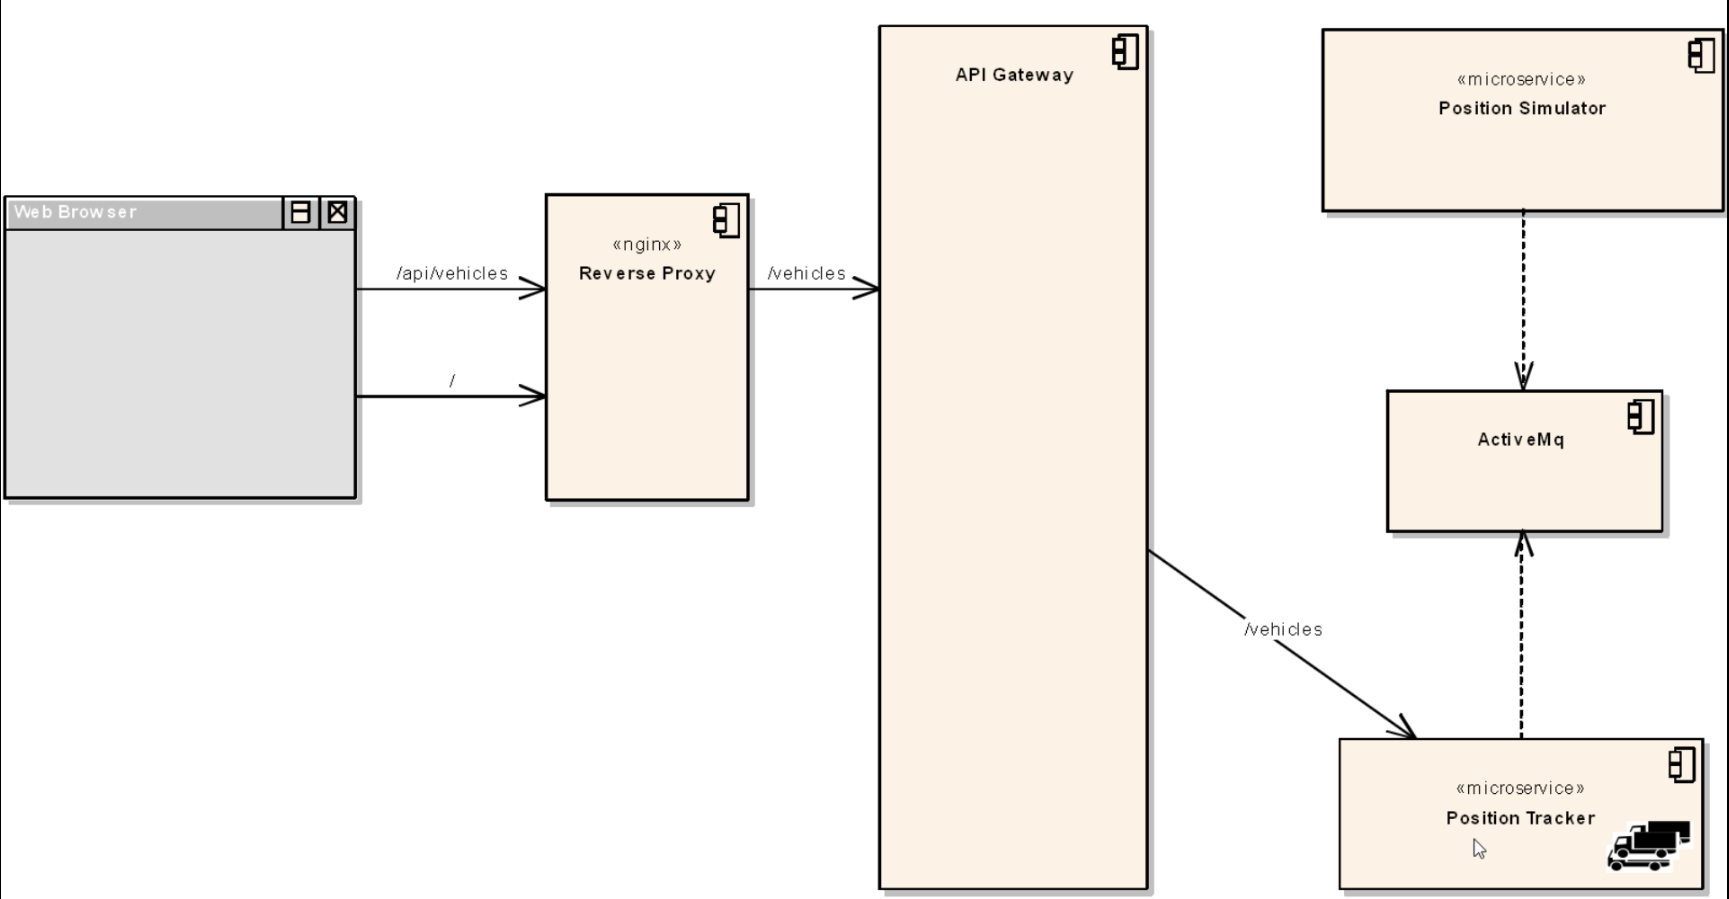 API Gateway
«microservice»
Position Simulator
Web Browser
/api/vehicles
«nginx»
Reverse Proxy
/vehicles
/
ActiveMq
/vehicles
«microservice»
Position Tracker